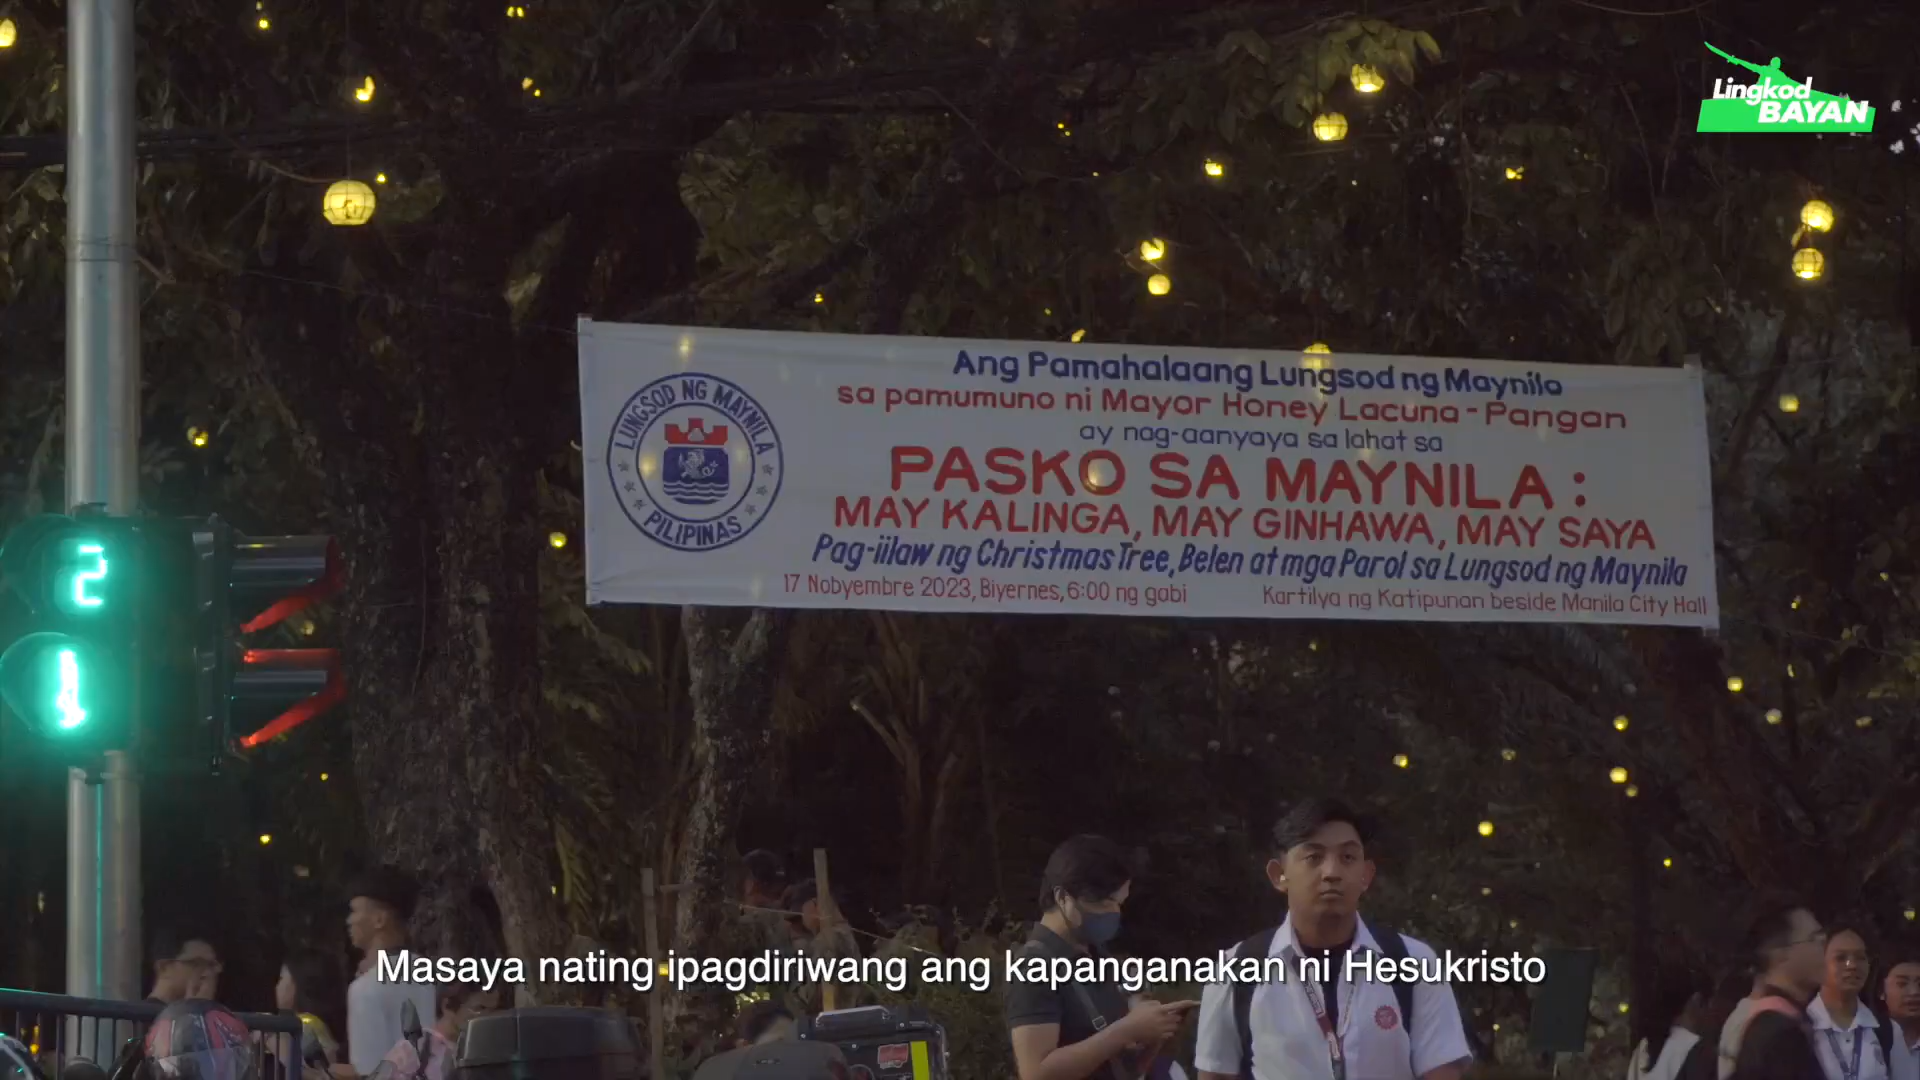 Lingkod
BAYAN
Ang Pamahalaang Lungsod ng Maynila
sa pamumuno ni Mayor Honey Lacuna - Pangan
ay nag-aanyaya sa lahat sa
PASKO SA MAYNILA :
MAY KALINGA, MAY GINHAWA, MAY SAYA
Pag-iilaw ng Christmas Tree, Belen at mga Parol sa Lungsod ng Maynila
17 Nobyembre 2023, Biyernes, 6:00 ng gabi Kartilya ng Katipunan beside Manila City Hall
LUNGSOD NG MAYNILA
PILIPINAS
2
Masaya nating ipagdiriwang ang kapanganakan ni Hesukristo